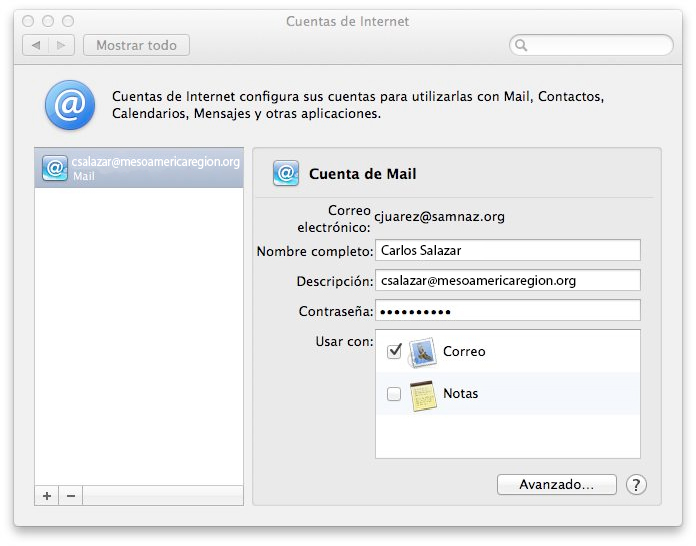 Cuentas de Internet
Mostrar todo
Cuentas de Internet configura sus cuentas para utilizarlas con Mail, Contactos,
Calendarios, Mensajes y otras aplicaciones.
csalazar@mesoamericaregion.org
Mail
Cuenta de Mail
Correo
electrónico:
cjuarez@samnaz.org
Nombre completo: Carlos Salazar
Descripción: csalazar@mesoamericaregion.org
Contraseña: ••••••••••
Usar con:
Correo
Notas
+ −
Avanzado... ?